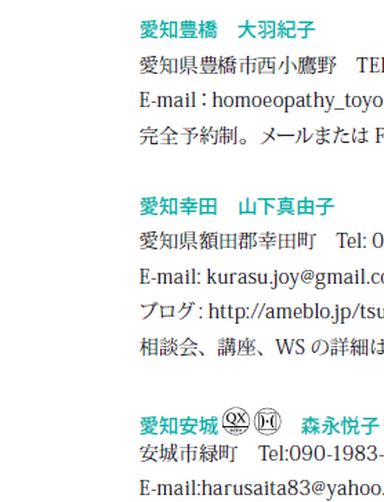 愛知豊橋　大羽紀子
愛知県豊橋市西小鷹野　TEL
E-mail：homoeopathy_toyo
完全予約制。メールまたは F
愛知幸田　山下真由子
愛知県額田郡幸田町　Tel: 0
E-mail: kurasu.joy@gmail.co
ブログ : http://ameblo.jp/tsu
相談会、講座、WS の詳細は
愛知安城 QX 森永悦子
安城市緑町　Tel:090-1983-
E-mail:harusaita83@yahoo.